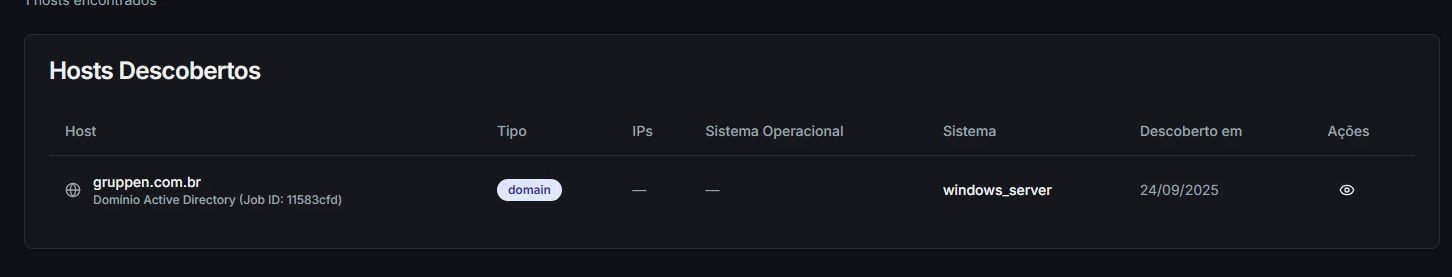 1 hosts encontrados
Hosts Descobertos
Host Tipo IPs Sistema Operacional Sistema Descoberto em Ações
gruppen.com.br domain — — windows_server 24/09/2025
Domínio Active Directory (Job ID: 11583cfd)